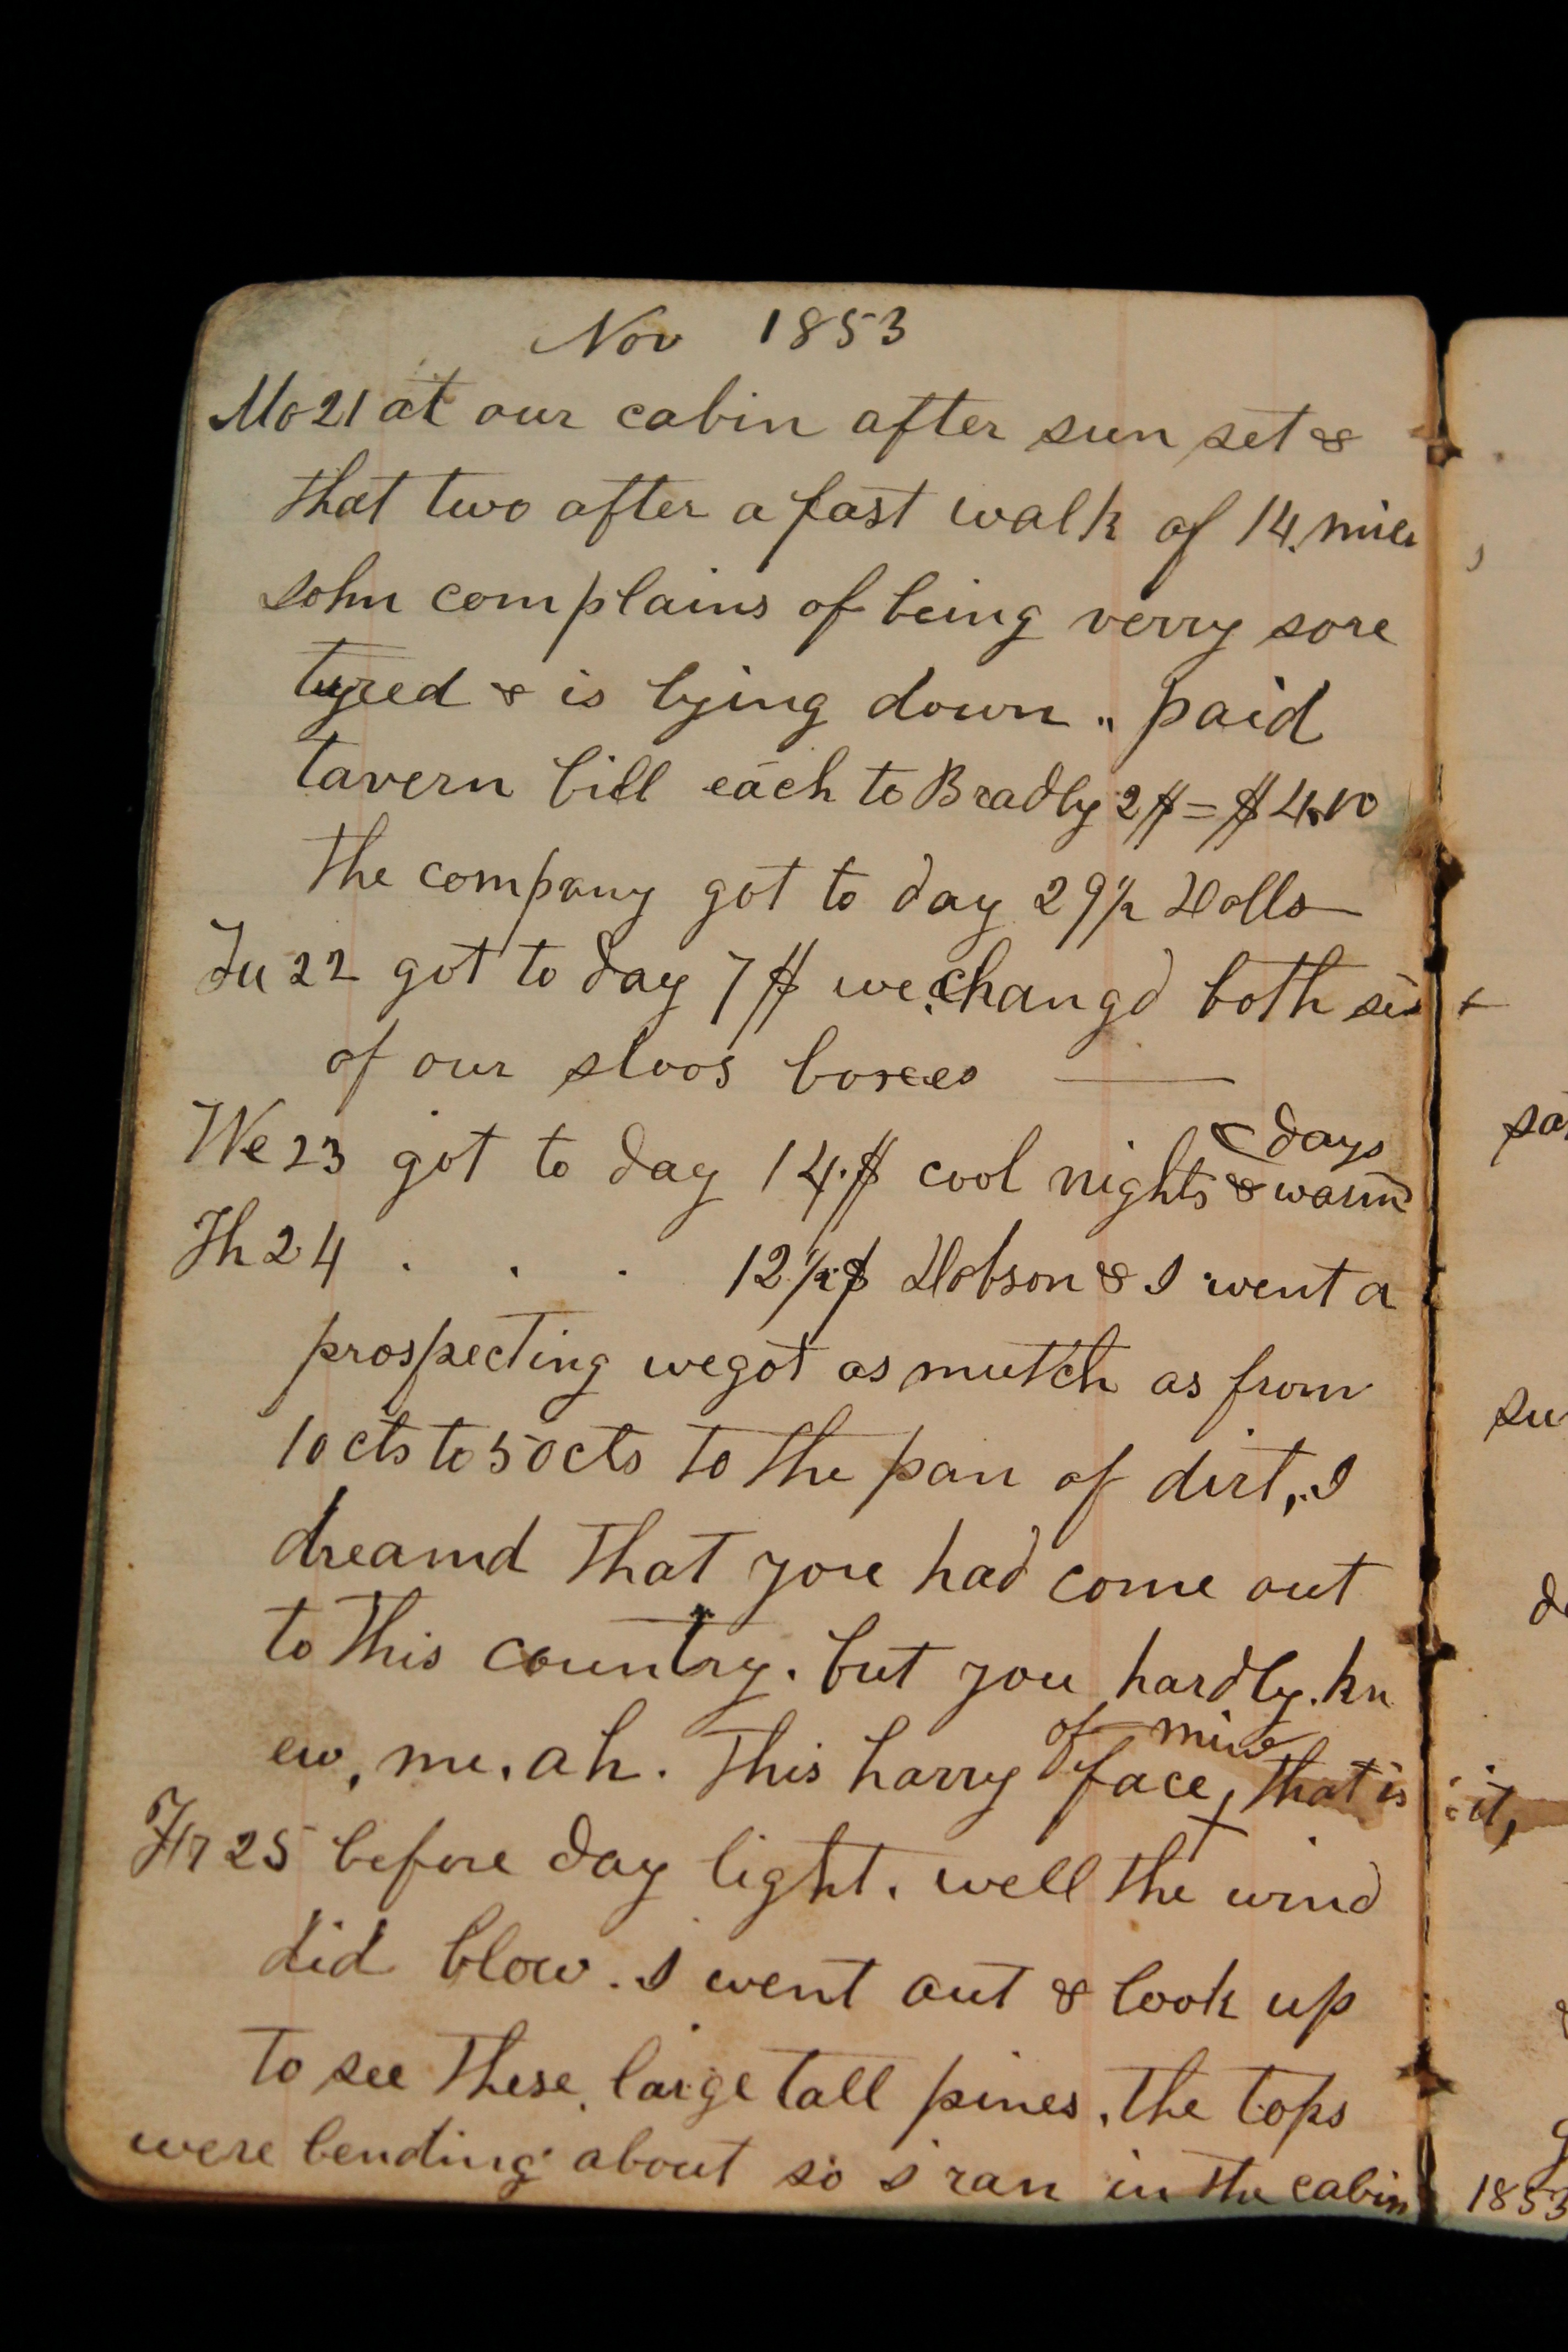 Nov 1853
Mo 21 at our cabin after sun set &
that two after a fast walk of 14 miles
John complains of being verry sore
tyred & is lying down „ paid
tavern bill each to Bradly 2$ = $4.00
the company got to day 29½ Dolls
Tu 22 got to day 7$ we changd both
of our sloos boxees
We 23 got to day 14.$ cool nights & warm days
Th 24 . . . 12½$ Dobson & I went a
prospecting we got as mutch as from
10 cts to 50 cts to the pan of dirt, I
dreamd that you had come out
to this country. but you hardly. kn
ew, me. ah. this harry face of mine, that is it,
Fr 25 before day light. well the wind
did blow. I went out & look up
to see these, large tall pines, the tops
were bending about so I ran in the cabin
1853